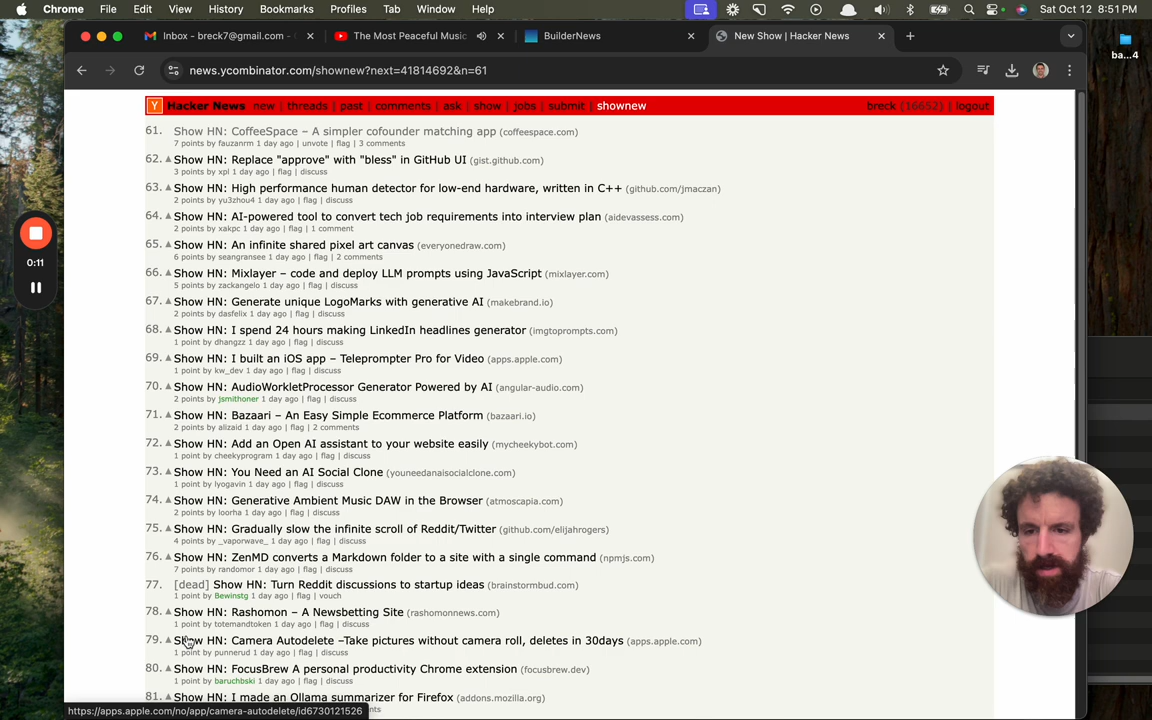 Chrome File Edit View History Bookmarks Profiles Tab Window Help Sat Oct 12 8:51 PM
Inbox - breck7@gmail.com -
The Most Peaceful Music
BuilderNews
New Show | Hacker News
ba...4
news.ycombinator.com/shownew?next=41814692&n=61
Y Hacker News new | threads | past | comments | ask | show | jobs | submit | shownew breck (16652) | logout
61. Show HN: CoffeeSpace – A simpler cofounder matching app (coffeespace.com)
7 points by fauzanrm 1 day ago | unvote | flag | 3 comments
62. Show HN: Replace "approve" with "bless" in GitHub UI (gist.github.com)
3 points by xpl 1 day ago | flag | discuss
63. Show HN: High performance human detector for low-end hardware, written in C++ (github.com/jmaczan)
2 points by yu3zhou4 1 day ago | flag | discuss
64. Show HN: AI-powered tool to convert tech job requirements into interview plan (aidevassess.com)
2 points by xakpc 1 day ago | flag | 1 comment
65. Show HN: An infinite shared pixel art canvas (everyonedraw.com)
6 points by seangransee 1 day ago | flag | 2 comments
66. Show HN: Mixlayer – code and deploy LLM prompts using JavaScript (mixlayer.com)
5 points by zackangelo 1 day ago | flag | discuss
67. Show HN: Generate unique LogoMarks with generative AI (makebrand.io)
2 points by dasfelix 1 day ago | flag | discuss
68. Show HN: I spend 24 hours making LinkedIn headlines generator (imgtoprompts.com)
1 point by dhangzz 1 day ago | flag | discuss
69. Show HN: I built an iOS app – Teleprompter Pro for Video (apps.apple.com)
1 point by kw_dev 1 day ago | flag | discuss
70. Show HN: AudioWorkletProcessor Generator Powered by AI (angular-audio.com)
2 points by jsmithoner 1 day ago | flag | discuss
71. Show HN: Bazaari – An Easy Simple Ecommerce Platform (bazaari.io)
2 points by alizaid 1 day ago | flag | 2 comments
72. Show HN: Add an Open AI assistant to your website easily (mycheekybot.com)
1 point by cheekyprogram 1 day ago | flag | discuss
73. Show HN: You Need an AI Social Clone (youneedanaisocialclone.com)
1 point by lyogavin 1 day ago | flag | discuss
74. Show HN: Generative Ambient Music DAW in the Browser (atmoscapia.com)
2 points by loorha 1 day ago | flag | discuss
75. Show HN: Gradually slow the infinite scroll of Reddit/Twitter (github.com/elijahrogers)
4 points by _vaporwave_ 1 day ago | flag | discuss
76. Show HN: ZenMD converts a Markdown folder to a site with a single command (npmjs.com)
7 points by randomor 1 day ago | flag | discuss
77. [dead] Show HN: Turn Reddit discussions to startup ideas (brainstormbud.com)
1 point by Bewinstg 1 day ago | flag | vouch
78. Show HN: Rashomon – A Newsbetting Site (rashomonnews.com)
1 point by totemandtoken 1 day ago | flag | discuss
79. Show HN: Camera Autodelete –Take pictures without camera roll, deletes in 30days (apps.apple.com)
1 point by punnerud 1 day ago | flag | discuss
80. Show HN: FocusBrew A personal productivity Chrome extension (focusbrew.dev)
1 point by baruchbski 1 day ago | flag | discuss
81. Show HN: I made an Ollama summarizer for Firefox (addons.mozilla.org)
https://apps.apple.com/no/app/camera-autodelete/id6730121526
0:11